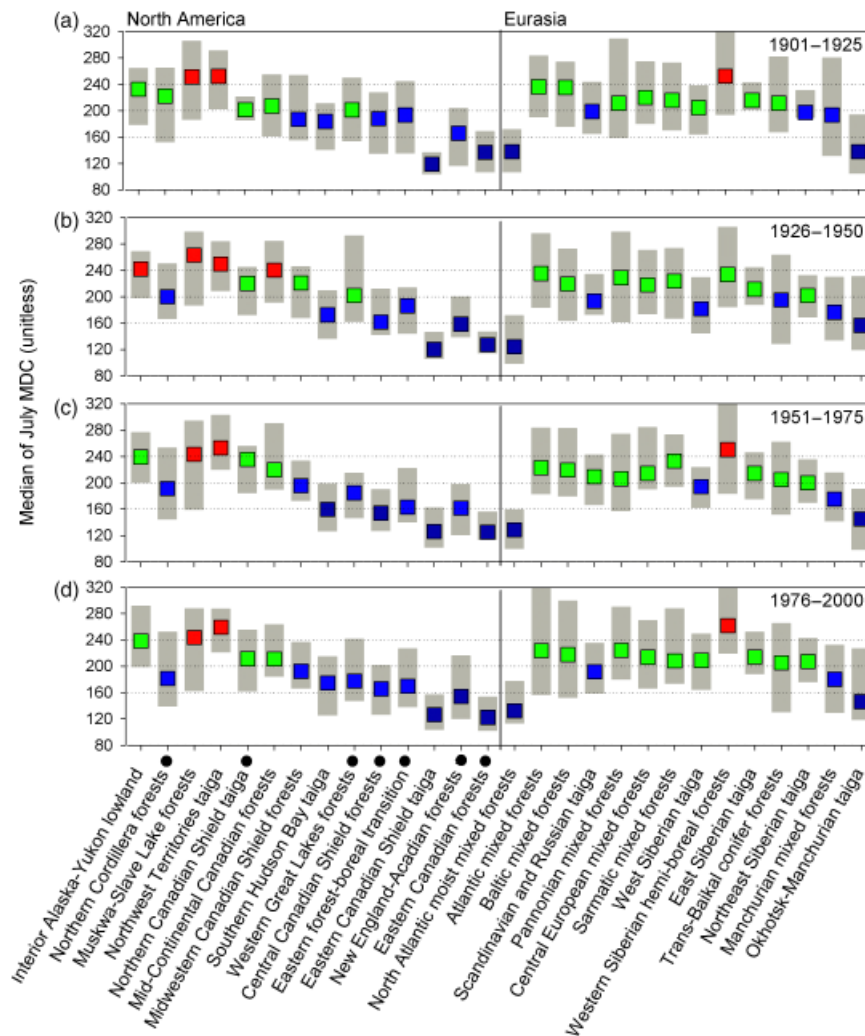 North America Eurasia
(a) 1901–1925
320
280
240
200
160
120
80
(b) 1926–1950
320
280
240
200
160
120
80
(c) 1951–1975
320
280
240
200
160
120
80
(d) 1976–2000
320
280
240
200
160
120
80
Median of July MDC (unitless)
Interior Alaska-Yukon lowland
Northern Cordillera forests
Muskwa-Slave Lake forests
Northwest Territories taiga
Northern Canadian Shield taiga
Mid-Continental Canadian forests
Midwestern Canadian Shield forests
Southern Hudson Bay taiga
Western Great Lakes forests
Central Canadian Shield forests
Eastern forest-boreal transition
Eastern Canadian Shield taiga
New England-Acadian forests
Eastern Canadian forests
North Atlantic moist mixed forests
Atlantic mixed forests
Baltic mixed forests
Scandinavian and Russian taiga
Pannonian mixed forests
Central European mixed forests
Sarmatic mixed forests
West Siberian taiga
Western Siberian hemi-boreal forests
East Siberian taiga
Trans-Baikal conifer forests
Northeast Siberian taiga
Manchurian mixed forests
Okhotsk-Manchurian taiga